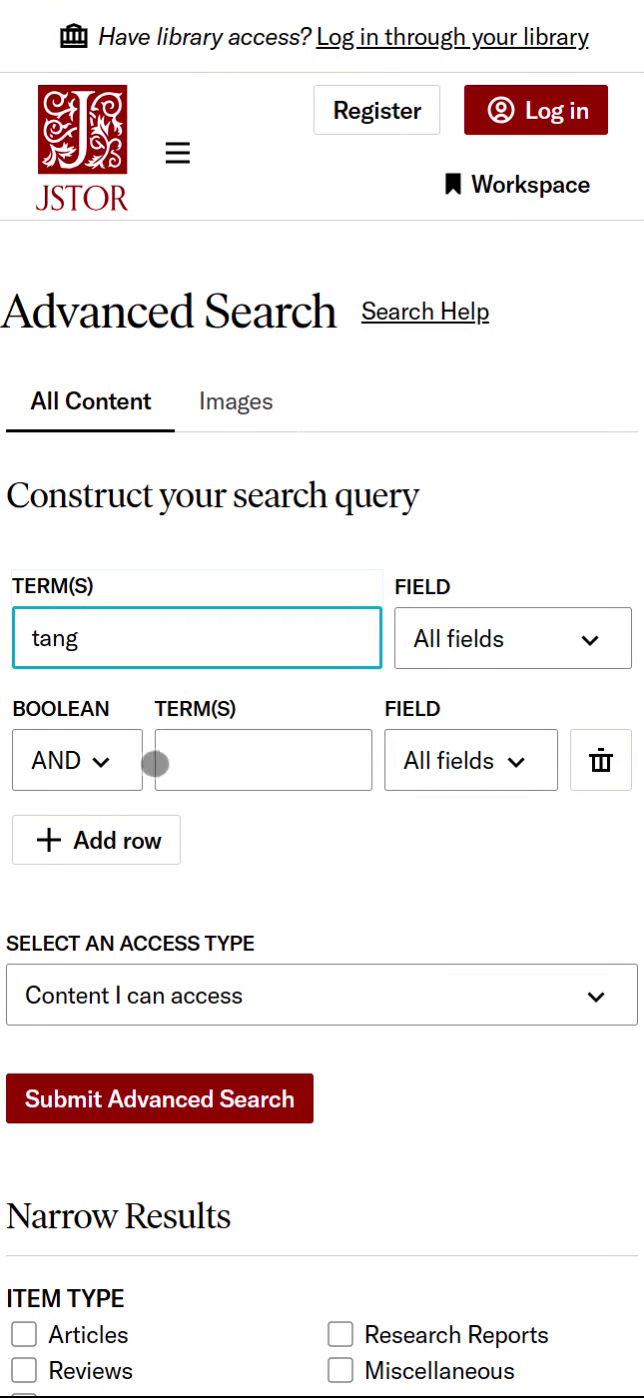 Have library access? Log in through your library
Register
Log in
JSTOR
Workspace
Advanced Search
Search Help
All Content
Images
Construct your search query
TERM(S)
FIELD
tang
All fields
BOOLEAN
TERM(S)
FIELD
AND
All fields
Add row
SELECT AN ACCESS TYPE
Content I can access
Submit Advanced Search
Narrow Results
ITEM TYPE
Articles
Research Reports
Reviews
Miscellaneous